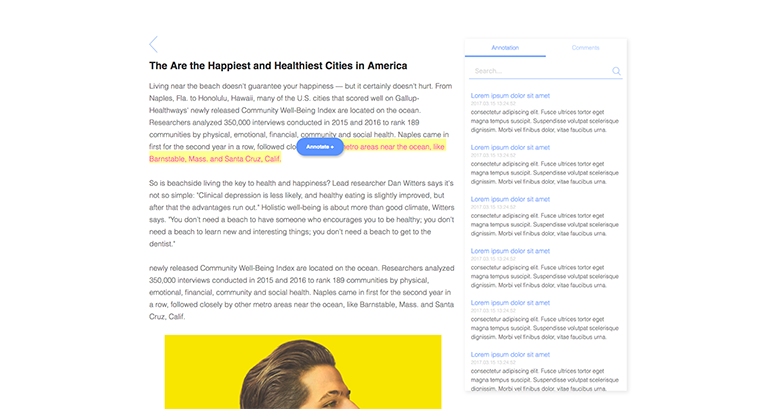 The Are the Happiest and Healthiest Cities in America
Living near the beach doesn't guarantee your happiness — but it certainly doesn't hurt. From
Naples, Fla. to Honolulu, Hawaii, many of the U.S. cities that scored well on Gallup-
Healthways' newly released Community Well-Being Index are located on the ocean.
Researchers analyzed 350,000 interviews conducted in 2015 and 2016 to rank 189
communities by physical, emotional, financial, community and social health. Naples came in
first for the second year in a row, followed clo
Annotate »
metro areas near the ocean, like
Barnstable, Mass. and Santa Cruz, Calif.
So is beachside living the key to health and happiness? Lead researcher Dan Witters says it's
not so simple: "Clinical depression is less likely, and healthy eating is slightly improved, but
after that the advantages run out." Holistic well-being is about more than good climate, Witters
says. "You don't need a beach to have someone who encourages you to be healthy; you don't
need a beach to learn new and interesting things; you don't need a beach to get to the
dentist."
newly released Community Well-Being Index are located on the ocean. Researchers analyzed
350,000 interviews conducted in 2015 and 2016 to rank 189 communities by physical,
emotional, financial, community and social health. Naples came in first for the second year in
a row, followed closely by other metro areas near the ocean, like Barnstable, Mass. and Santa
Cruz, Calif.
Annotation
Comments
Search...
Lorem ipsum dolor sit amet
2017.03.15 13:24:52
consectetur adipiscing elit. Fusce ultrices tortor eget
magna tempus suscipit. Suspendisse volutpat scelerisque
dignissim. Morbi vel finibus dolor, vitae faucibus urna.
Lorem ipsum dolor sit amet
2017.03.15 13:24:52
consectetur adipiscing elit. Fusce ultrices tortor eget
magna tempus suscipit. Suspendisse volutpat scelerisque
dignissim. Morbi vel finibus dolor, vitae faucibus urna.
Lorem ipsum dolor sit amet
2017.03.15 13:24:52
consectetur adipiscing elit. Fusce ultrices tortor eget
magna tempus suscipit. Suspendisse volutpat scelerisque
dignissim. Morbi vel finibus dolor, vitae faucibus urna.
Lorem ipsum dolor sit amet
2017.03.15 13:24:52
consectetur adipiscing elit. Fusce ultrices tortor eget
magna tempus suscipit. Suspendisse volutpat scelerisque
dignissim. Morbi vel finibus dolor, vitae faucibus urna.
Lorem ipsum dolor sit amet
2017.03.15 13:24:52
consectetur adipiscing elit. Fusce ultrices tortor eget
magna tempus suscipit. Suspendisse volutpat scelerisque
dignissim. Morbi vel finibus dolor, vitae faucibus urna.
Lorem ipsum dolor sit amet
2017.03.15 13:24:52
consectetur adipiscing elit. Fusce ultrices tortor eget
magna tempus suscipit. Suspendisse volutpat scelerisque
dignissim. Morbi vel finibus dolor, vitae faucibus urna.